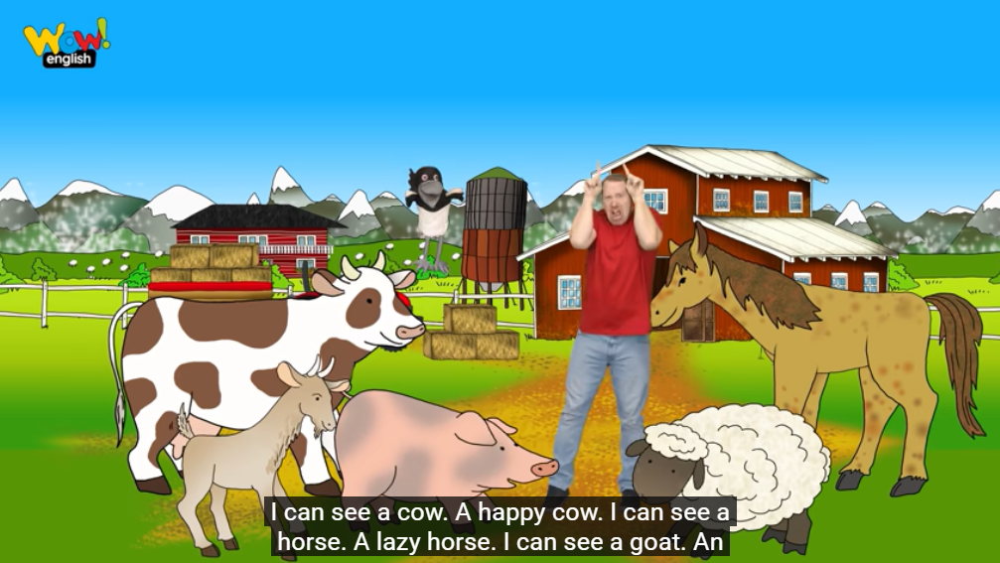 Wow!
english
I can see a cow. A happy cow. I can see a
horse. A lazy horse. I can see a goat. An